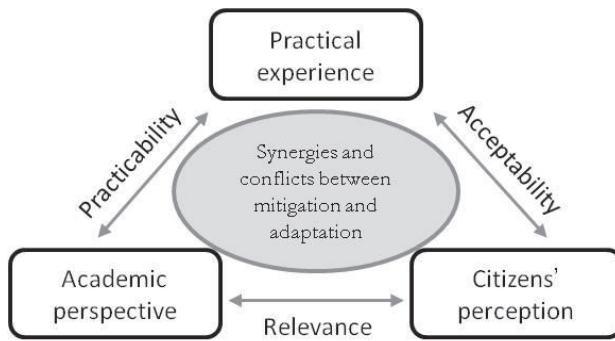 Practical
experience
Practicability
Acceptability
Synergies and
conflicts between
mitigation and
adaptation
Academic
perspective
Citizens'
perception
Relevance